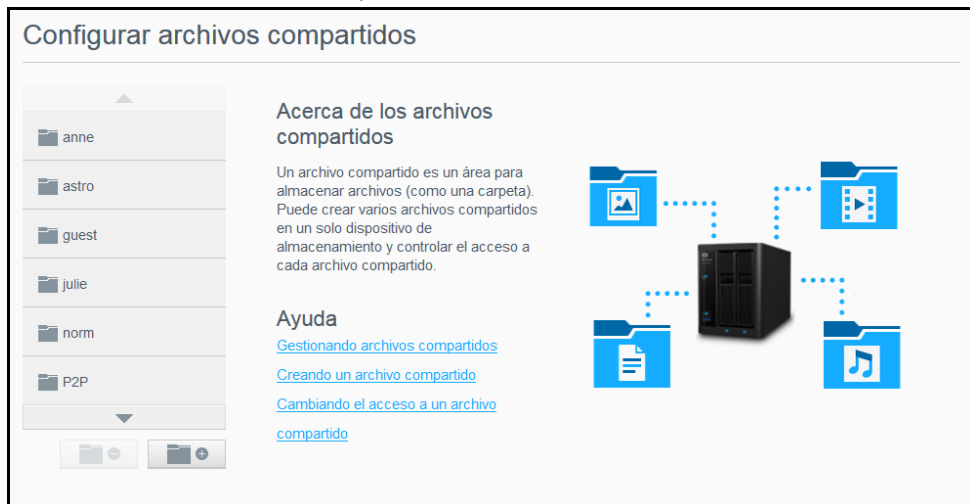 Configurar archivos compartidos
anne
astro
guest
julie
norm
P2P
Acerca de los archivos
compartidos
Un archivo compartido es un área para
almacenar archivos (como una carpeta).
Puede crear varios archivos compartidos
en un solo dispositivo de
almacenamiento y controlar el acceso a
cada archivo compartido.
Ayuda
Gestionando archivos compartidos
Creando un archivo compartido
Cambiando el acceso a un archivo
compartido